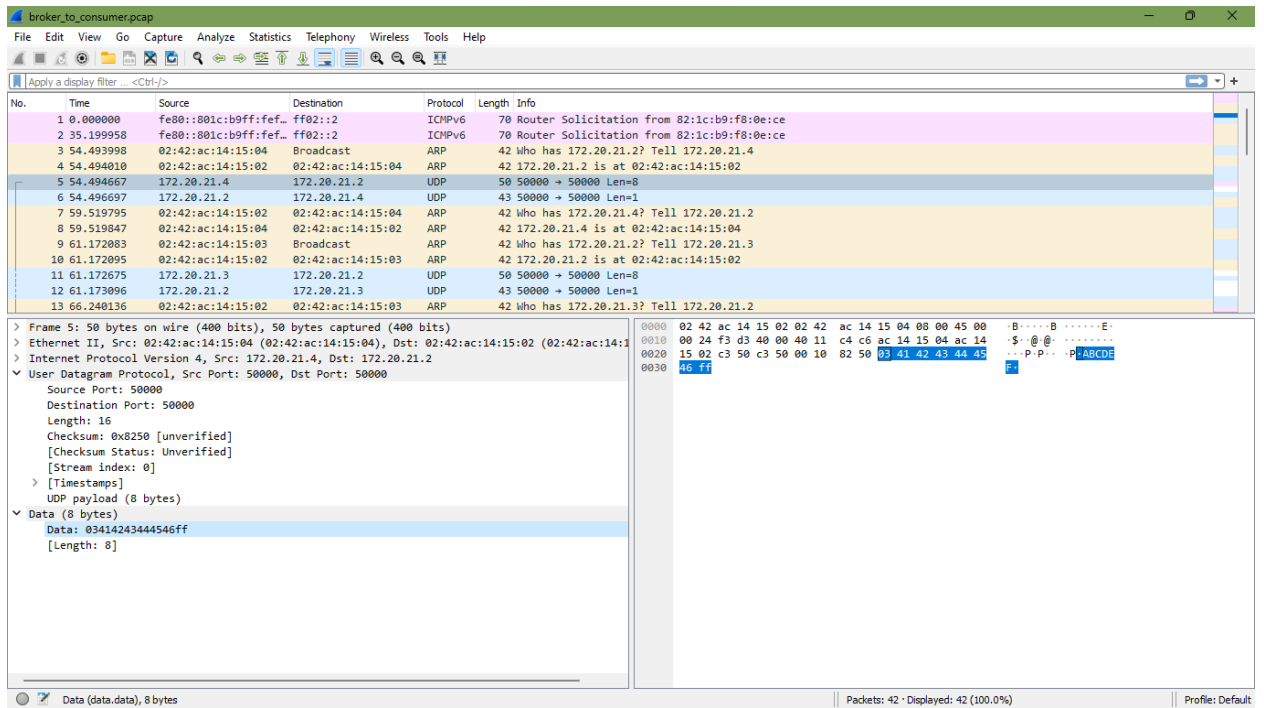 broker_to_consumer.pcap
File Edit View Go Capture Analyze Statistics Telephony Wireless Tools Help
Apply a display filter ... <Ctrl-/>
No. Time Source Destination Protocol Length Info
1 0.000000 fe80::801c:b9ff:fef… ff02::2 ICMPv6 70 Router Solicitation from 82:1c:b9:f8:0e:ce
2 35.199958 fe80::801c:b9ff:fef… ff02::2 ICMPv6 70 Router Solicitation from 82:1c:b9:f8:0e:ce
3 54.493998 02:42:ac:14:15:04 Broadcast ARP 42 Who has 172.20.21.2? Tell 172.20.21.4
4 54.494010 02:42:ac:14:15:02 02:42:ac:14:15:04 ARP 42 172.20.21.2 is at 02:42:ac:14:15:02
5 54.494667 172.20.21.4 172.20.21.2 UDP 50 50000 → 50000 Len=8
6 54.496697 172.20.21.2 172.20.21.4 UDP 43 50000 → 50000 Len=1
7 59.519795 02:42:ac:14:15:02 02:42:ac:14:15:04 ARP 42 Who has 172.20.21.4? Tell 172.20.21.2
8 59.519847 02:42:ac:14:15:04 02:42:ac:14:15:02 ARP 42 172.20.21.4 is at 02:42:ac:14:15:04
9 61.172083 02:42:ac:14:15:03 Broadcast ARP 42 Who has 172.20.21.2? Tell 172.20.21.3
10 61.172095 02:42:ac:14:15:02 02:42:ac:14:15:03 ARP 42 172.20.21.2 is at 02:42:ac:14:15:02
11 61.172675 172.20.21.3 172.20.21.2 UDP 50 50000 → 50000 Len=8
12 61.173096 172.20.21.2 172.20.21.3 UDP 43 50000 → 50000 Len=1
13 66.240136 02:42:ac:14:15:02 02:42:ac:14:15:03 ARP 42 Who has 172.20.21.3? Tell 172.20.21.2
Frame 5: 50 bytes on wire (400 bits), 50 bytes captured (400 bits)
Ethernet II, Src: 02:42:ac:14:15:04 (02:42:ac:14:15:04), Dst: 02:42:ac:14:15:02 (02:42:ac:14:1
Internet Protocol Version 4, Src: 172.20.21.4, Dst: 172.20.21.2
User Datagram Protocol, Src Port: 50000, Dst Port: 50000
Source Port: 50000
Destination Port: 50000
Length: 16
Checksum: 0x8250 [unverified]
[Checksum Status: Unverified]
[Stream index: 0]
[Timestamps]
UDP payload (8 bytes)
Data (8 bytes)
Data: 03414243444546ff
[Length: 8]
0000 02 42 ac 14 15 02 02 42 ac 14 15 04 08 00 45 00 ·B·····B ······E·
0010 00 24 f3 d3 40 00 40 11 c4 c6 ac 14 15 04 ac 14 ·$··@·@· ········
0020 15 02 c3 50 c3 50 00 10 82 50 03 41 42 43 44 45 ···P·P·· ·P·ABCDE
0030 46 ff F·
Data (data.data), 8 bytes
Packets: 42 · Displayed: 42 (100.0%)
Profile: Default